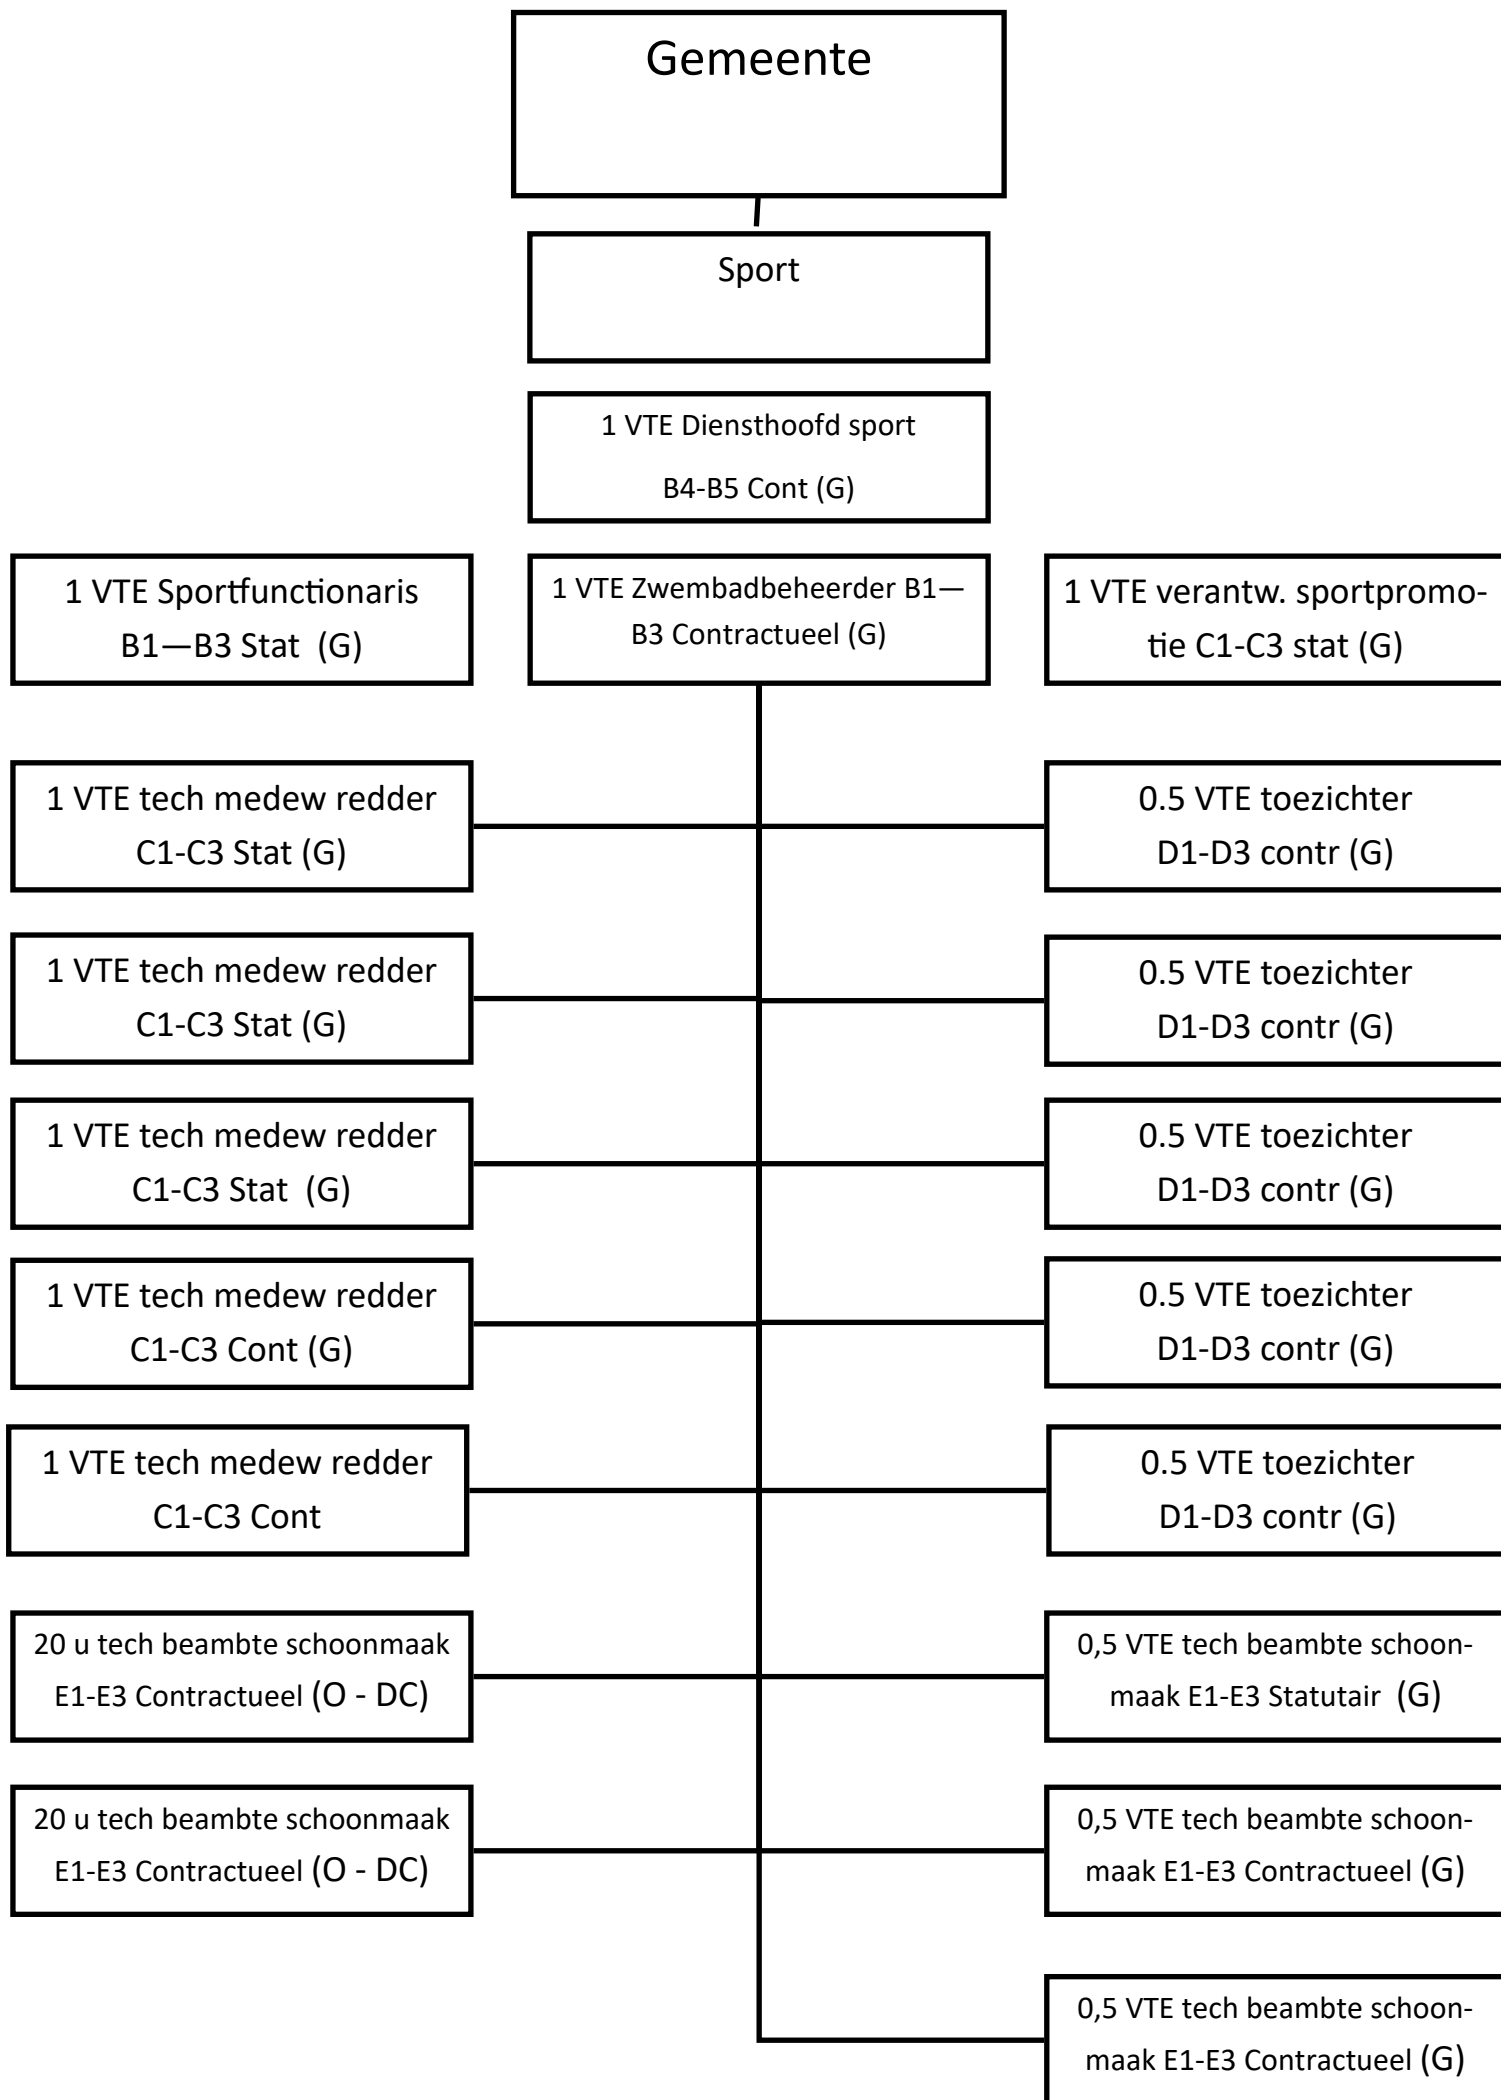 Gemeente
Sport
1 VTE Diensthoofd sport
B4-B5 Cont (G)
1 VTE Sportfunctionaris
B1—B3 Stat  (G)
1 VTE Zwembadbeheerder B1—
B3 Contractueel (G)
1 VTE verantw. sportpromo-
tie C1-C3 stat (G)
1 VTE tech medew redder
C1-C3 Stat (G)
0.5 VTE toezichter
D1-D3 contr (G)
1 VTE tech medew redder
C1-C3 Stat (G)
0.5 VTE toezichter
D1-D3 contr (G)
1 VTE tech medew redder
C1-C3 Stat  (G)
0.5 VTE toezichter
D1-D3 contr (G)
1 VTE tech medew redder
C1-C3 Cont (G)
0.5 VTE toezichter
D1-D3 contr (G)
1 VTE tech medew redder
C1-C3 Cont
0.5 VTE toezichter
D1-D3 contr (G)
20 u tech beambte schoonmaak
E1-E3 Contractueel (O - DC)
0,5 VTE tech beambte schoon-
maak E1-E3 Statutair  (G)
20 u tech beambte schoonmaak
E1-E3 Contractueel (O - DC)
0,5 VTE tech beambte schoon-
maak E1-E3 Contractueel (G)
0,5 VTE tech beambte schoon-
maak E1-E3 Contractueel (G)